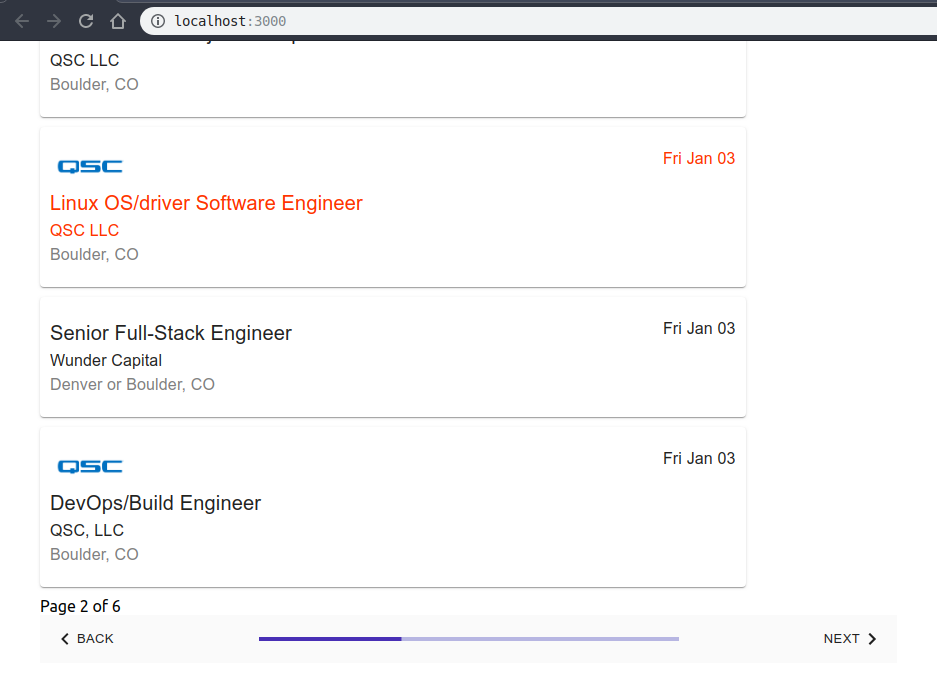 localhost:3000
QSC LLC
Boulder, CO
QSC
Fri Jan 03
Linux OS/driver Software Engineer
QSC LLC
Boulder, CO
Senior Full-Stack Engineer
Fri Jan 03
Wunder Capital
Denver or Boulder, CO
QSC
Fri Jan 03
DevOps/Build Engineer
QSC, LLC
Boulder, CO
Page 2 of 6
BACK
NEXT